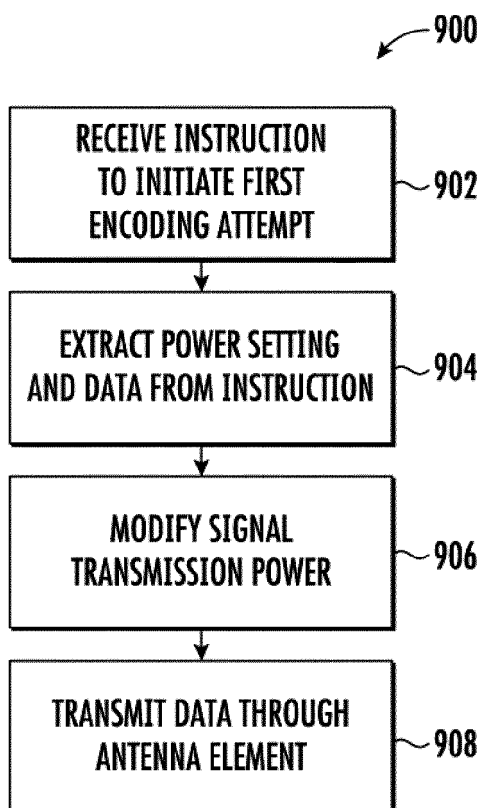 900
RECEIVE INSTRUCTION
TO INITIATE FIRST
ENCODING ATTEMPT
902
EXTRACT POWER SETTING
AND DATA FROM INSTRUCTION
904
MODIFY SIGNAL
TRANSMISSION POWER
906
TRANSMIT DATA THROUGH
ANTENNA ELEMENT
908